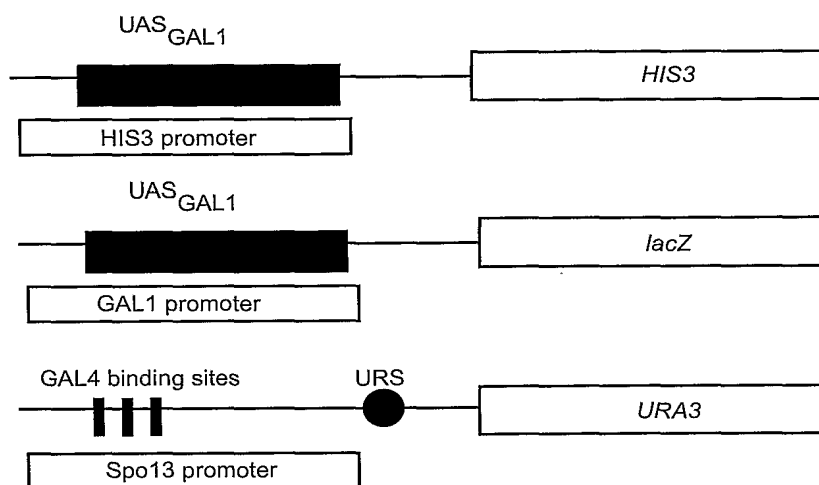 UAS GAL1
HIS3
HIS3 promoter
UAS GAL1
lacZ
GAL1 promoter
GAL4 binding sites
URS
URA3
Spo13 promoter